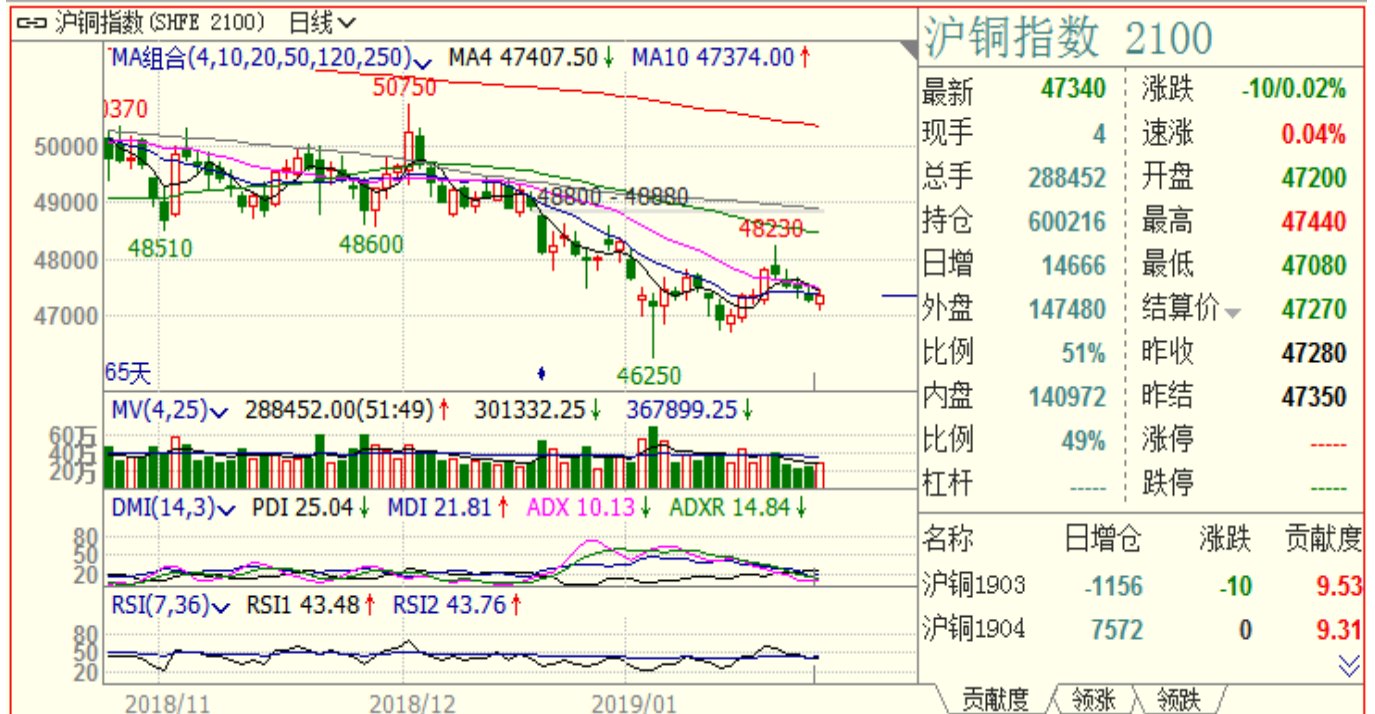 沪铜指数(SHFE 2100) 日线
MA组合(4,10,20,50,120,250) MA4 47407.50↓ MA10 47374.00↑
50750
0370
50000
49000
48800 - 48880
48230
48510
48600
48000
47000
65天
46250
MV(4,25) 288452.00(51:49)↑ 301332.25↓ 367899.25↓
60万
40万
20万
DMI(14,3) PDI 25.04↓ MDI 21.81↑ ADX 10.13↓ ADXR 14.84↓
80
50
20
RSI(7,36) RSI1 43.48↑ RSI2 43.76↑
80
50
20
2018/11 2018/12 2019/01
沪铜指数 2100
最新 47340 涨跌 -10/0.02%
现手 4 速涨 0.04%
总手 288452 开盘 47200
持仓 600216 最高 47440
日增 14666 最低 47080
外盘 147480 结算价 47270
比例 51% 昨收 47280
内盘 140972 昨结 47350
比例 49% 涨停 -----
杠杆 ----- 跌停 -----
名称 日增仓 涨跌 贡献度
沪铜1903 -1156 -10 9.53
沪铜1904 7572 0 9.31
贡献度 领涨 领跌